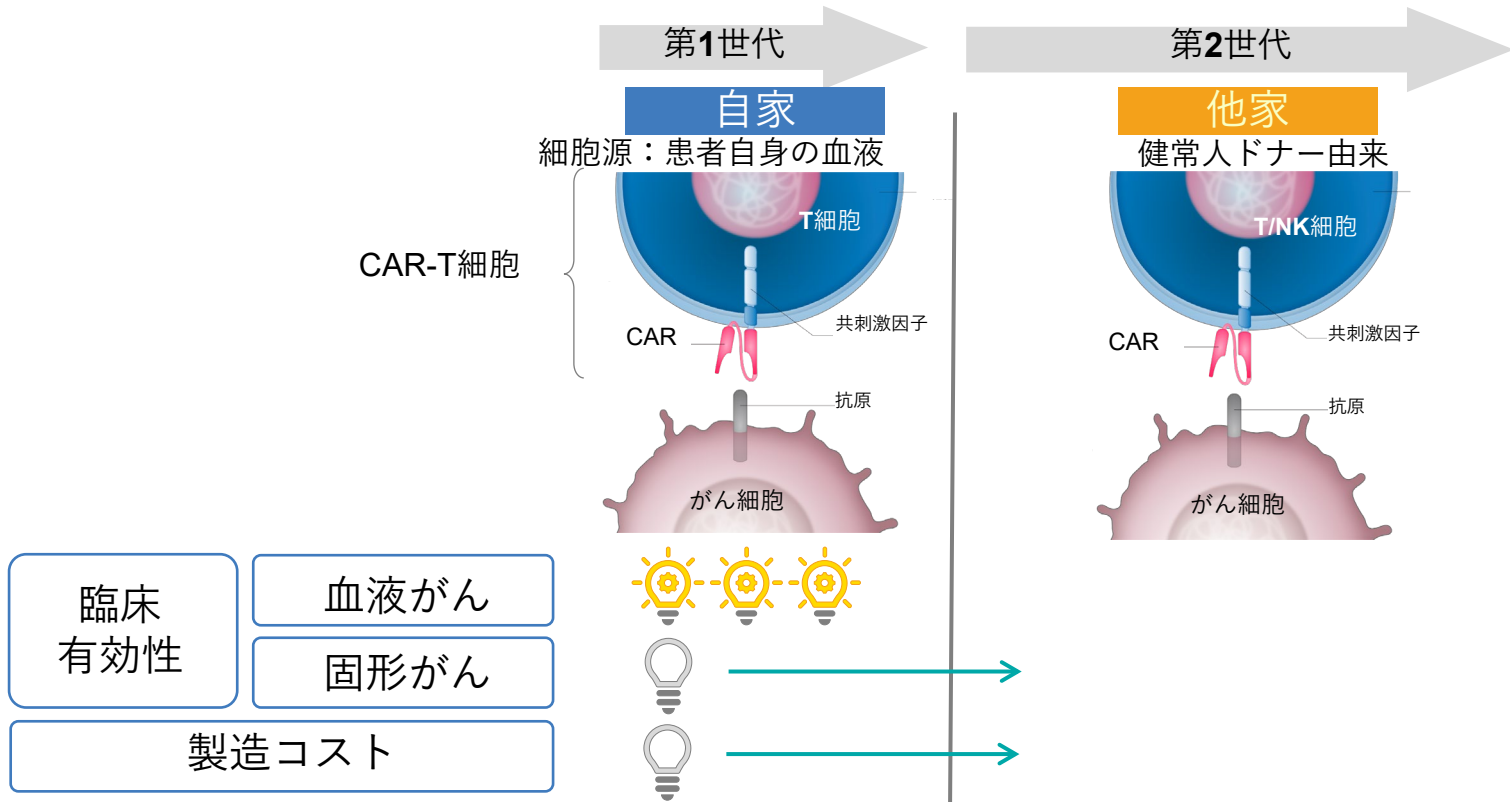 第1世代
第2世代
自家
他家
細胞源：患者自身の血液
健常人ドナー由来
T細胞
T/NK細胞
CAR-T細胞
共刺激因子
共刺激因子
CAR
CAR
抗原
抗原
がん細胞
がん細胞
臨床
有効性
血液がん
固形がん
製造コスト